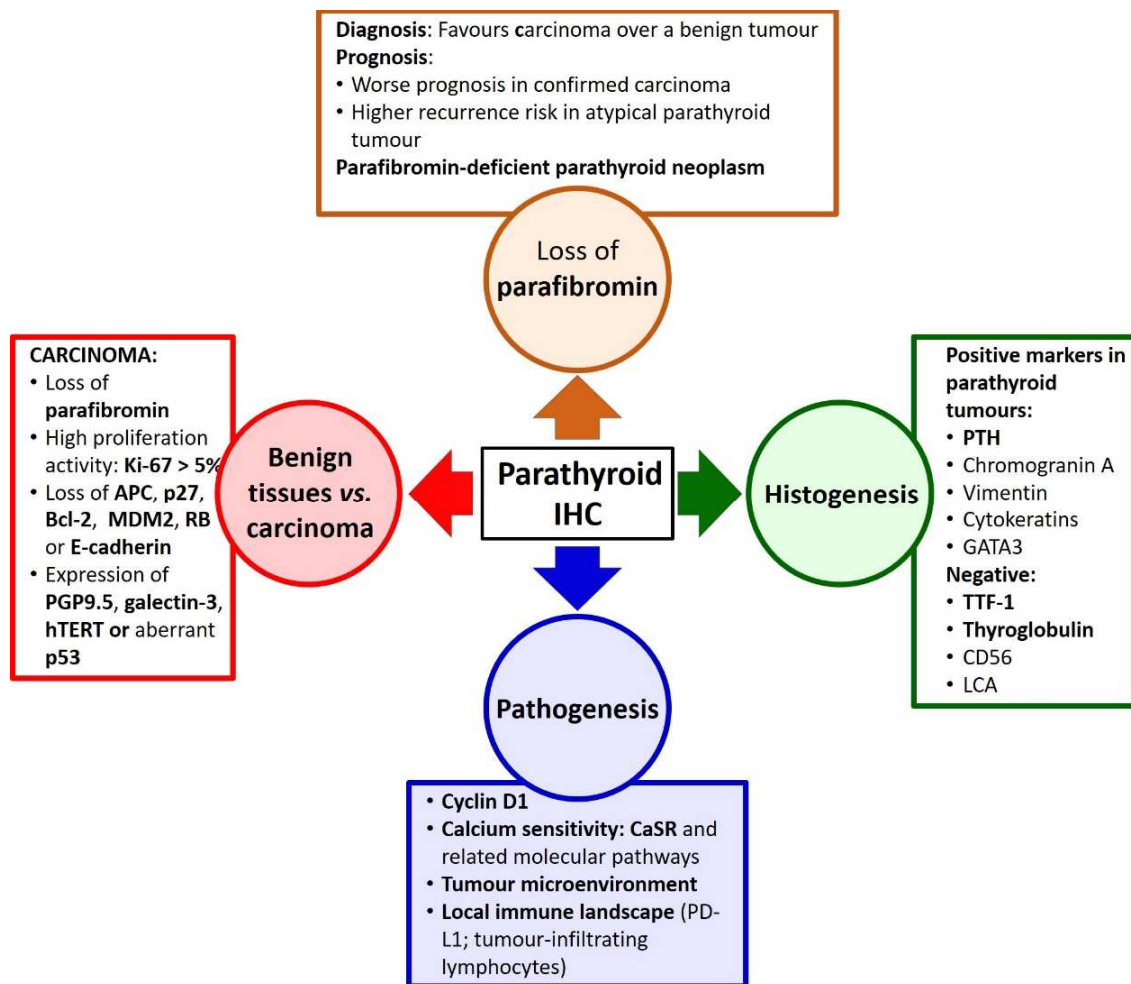 Diagnosis: Favours carcinoma over a benign tumour
Prognosis:
• Worse prognosis in confirmed carcinoma
• Higher recurrence risk in atypical parathyroid
tumour
Parafibromin-deficient parathyroid neoplasm
Loss of
parafibromin
CARCINOMA:
• Loss of
parafibromin
• High proliferation
activity: Ki-67 > 5%
• Loss of APC, p27,
Bcl-2, MDM2, RB
or E-cadherin
• Expression of
PGP9.5, galectin-3,
hTERT or aberrant
p53
Benign
tissues vs.
carcinoma
Parathyroid
IHC
Histogenesis
Positive markers in
parathyroid
tumours:
• PTH
• Chromogranin A
• Vimentin
• Cytokeratins
• GATA3
Negative:
• TTF-1
• Thyroglobulin
• CD56
• LCA
Pathogenesis
• Cyclin D1
• Calcium sensitivity: CaSR and
related molecular pathways
• Tumour microenvironment
• Local immune landscape (PD-
L1; tumour-infiltrating
lymphocytes)